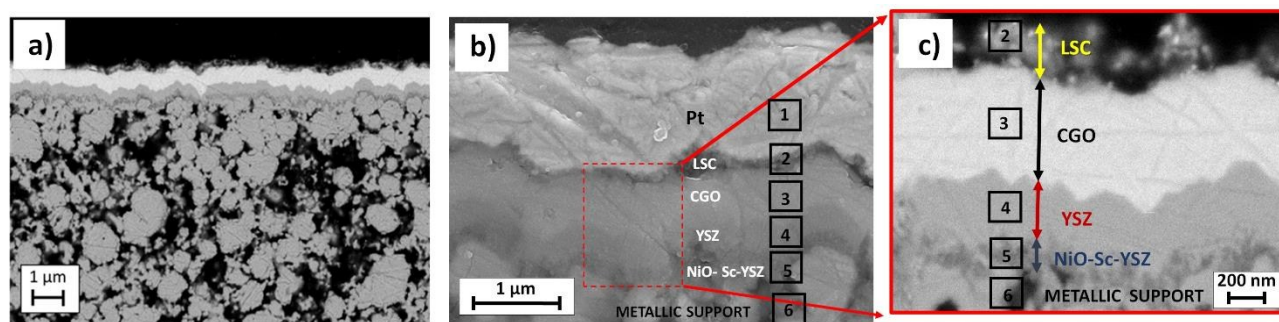 a)
1 μm
b)
Pt
1
LSC
2
CGO
3
YSZ
4
NiO- Sc-YSZ
5
METALLIC SUPPORT
6
1 μm
c)
2
LSC
3
CGO
4
YSZ
5
NiO-Sc-YSZ
6
METALLIC SUPPORT
200 nm